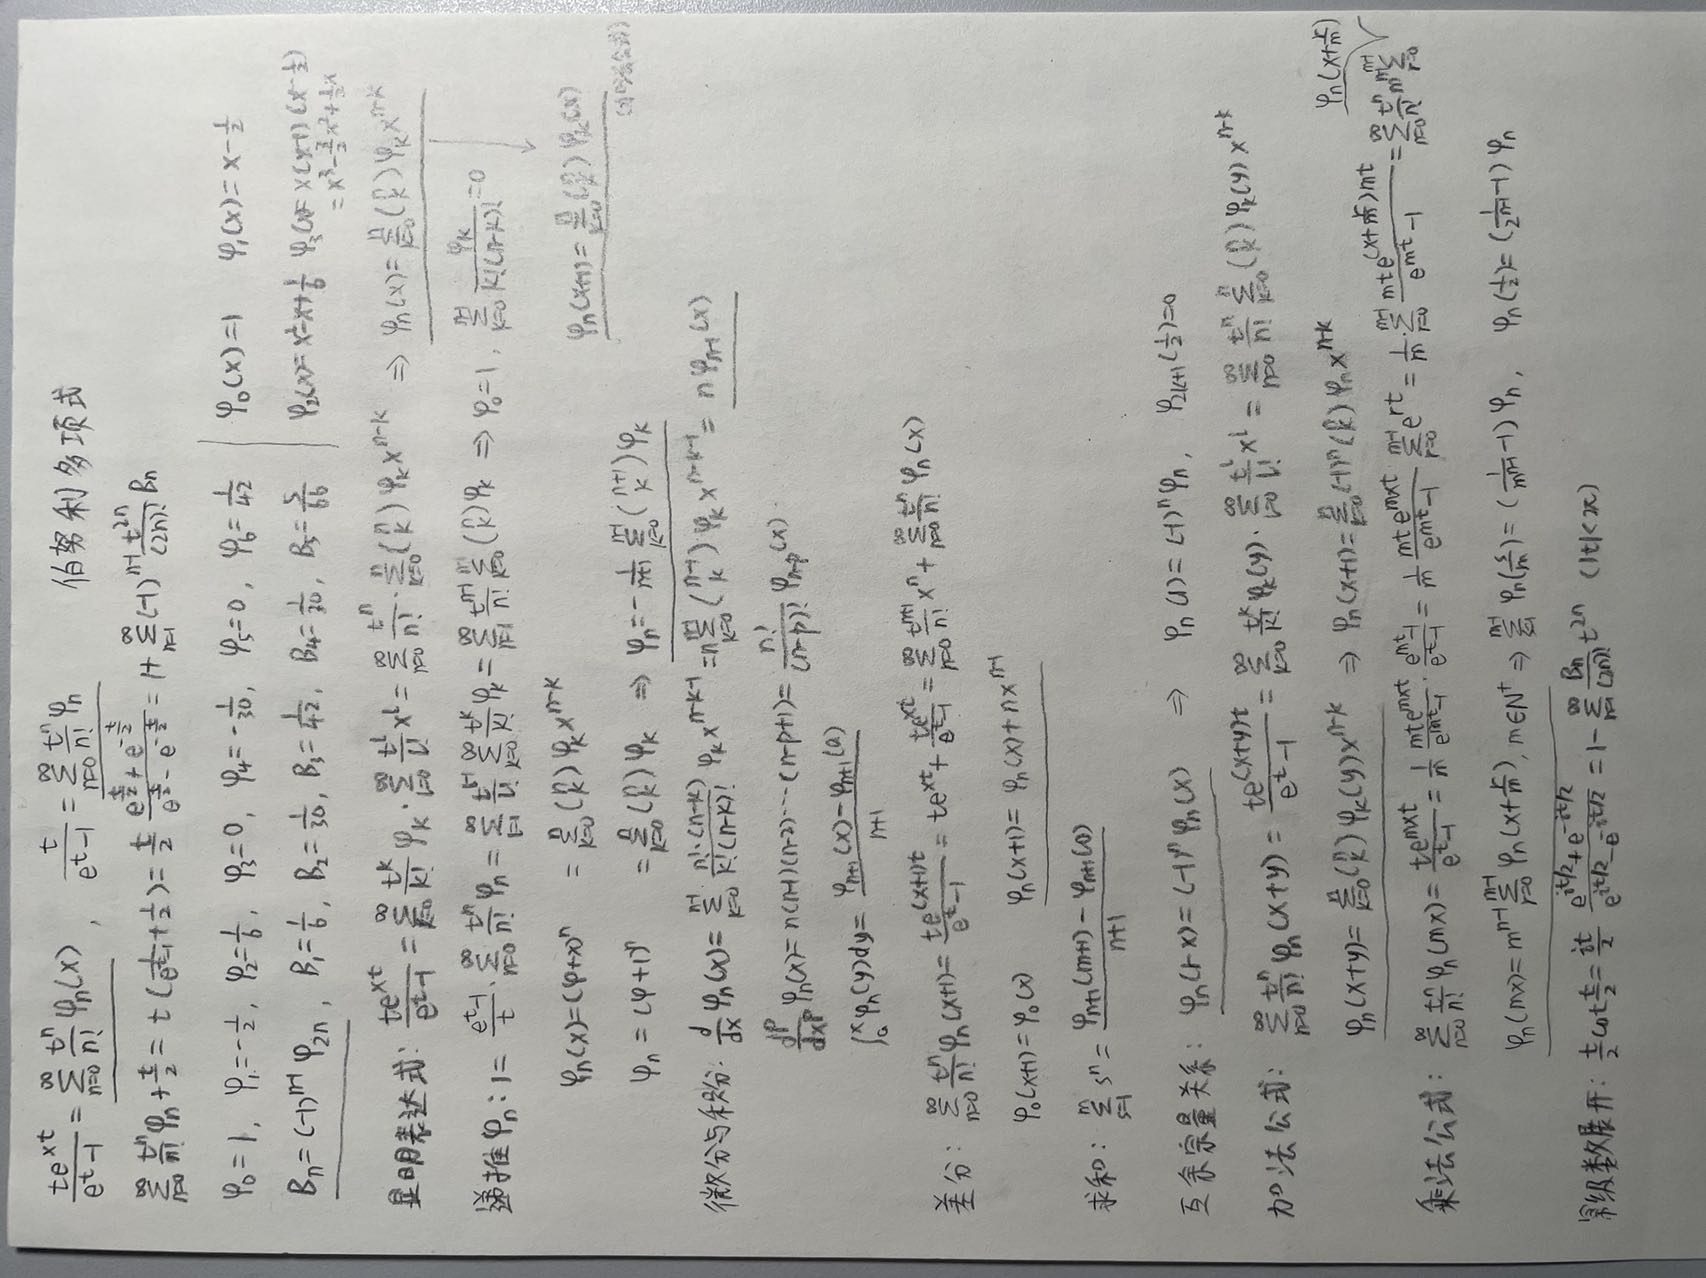 $\frac{te^{xt}}{e^t-1}=\sum_{n=0}^{\infty}\frac{t^n}{n!}\varphi_n(x)$, $\frac{t}{e^t-1}=\sum_{n=0}^{\infty}\frac{t^n}{n!}\varphi_n$ 伯努利多项式
$\sum_{n=0}^{\infty}\frac{t^n}{n!}\varphi_n+\frac{t}{2}=t(\frac{1}{e^t-1}+\frac{1}{2})=\frac{t}{2}\frac{e^{\frac{t}{2}}+e^{-\frac{t}{2}}}{e^{\frac{t}{2}}-e^{-\frac{t}{2}}}=1+\sum_{n=1}^{\infty}(-1)^{n-1}\frac{t^{2n}}{(2n)!}B_n$
$\varphi_0=1, \varphi_1=-\frac{1}{2}, \varphi_2=\frac{1}{6}, \varphi_3=0, \varphi_4=-\frac{1}{30}, \varphi_5=0, \varphi_6=\frac{1}{42}$ | $\varphi_0(x)=1$ $\varphi_1(x)=x-\frac{1}{2}$
$B_n=(-1)^{n-1}\varphi_{2n}, B_1=\frac{1}{6}, B_2=\frac{1}{30}, B_3=\frac{1}{42}, B_4=\frac{1}{30}, B_5=\frac{5}{66}$ | $\varphi_2(x)=x^2-x+\frac{1}{6}$ $\varphi_3(x)=x(x-1)(x-\frac{1}{2})$
$=x^3-\frac{3}{2}x^2+\frac{1}{2}x$
显明表达式: $\frac{te^{xt}}{e^t-1}=\sum_{k=0}^{\infty}\frac{t^k}{k!}\varphi_k\cdot\sum_{l=0}^{\infty}\frac{t^l}{l!}x^l=\sum_{n=0}^{\infty}\frac{t^n}{n!}\cdot\sum_{k=0}^{n}\binom{n}{k}\varphi_k x^{n-k}$ ⇒ $\varphi_n(x)=\sum_{k=0}^{n}\binom{n}{k}\varphi_k x^{n-k}$
递推$\varphi_n$: $1=\frac{e^t-1}{t}\cdot\sum_{n=0}^{\infty}\frac{t^n}{n!}\varphi_n=\sum_{l=1}^{\infty}\frac{t^{l-1}}{l!}\sum_{k=0}^{\infty}\frac{t^k}{k!}\varphi_k=\sum_{n=1}^{\infty}\frac{t^{n-1}}{n!}\sum_{k=0}^{n-1}\binom{n}{k}\varphi_k$ ⇒ $\varphi_0=1, \sum_{k=0}^{n-1}\frac{\varphi_k}{k!(n-k)!}=0$
$\varphi_n(x)=(\varphi+x)^n=\sum_{k=0}^{n}\binom{n}{k}\varphi_k x^{n-k}$ $\varphi_n(x+1)=\sum_{k=0}^{n}\binom{n}{k}\varphi_k(x)$
$\varphi_n=(\varphi+1)^n=\sum_{k=0}^{n}\binom{n}{k}\varphi_k$ ⇒ $\varphi_n=-\frac{1}{n+1}\sum_{k=0}^{n-1}\binom{n+1}{k}\varphi_k$
微分与积分: $\frac{d}{dx}\varphi_n(x)=\sum_{k=0}^{n-1}\frac{n!\cdot(n-k)}{k!(n-k)!}\varphi_k x^{n-k-1}=n\sum_{k=0}^{n-1}\binom{n-1}{k}\varphi_k x^{n-k-1}=n\varphi_{n-1}(x)$
$\frac{d^p}{dx^p}\varphi_n(x)=n(n-1)(n-2)\cdots(n-p+1)=\frac{n!}{(n-p)!}\varphi_{n-p}(x)$
$\int_a^x\varphi_n(y)dy=\frac{\varphi_{n+1}(x)-\varphi_{n+1}(a)}{n+1}$
差分: $\sum_{n=0}^{\infty}\frac{t^n}{n!}\varphi_n(x+1)=\frac{te^{(x+1)t}}{e^t-1}=te^{xt}+\frac{te^{xt}}{e^t-1}=\sum_{n=0}^{\infty}\frac{t^{n+1}}{n!}x^n+\sum_{n=0}^{\infty}\frac{t^n}{n!}\varphi_n(x)$
$\varphi_0(x+1)=\varphi_0(x)$ $\varphi_n(x+1)=\varphi_n(x)+nx^{n-1}$
求和: $\sum_{s=1}^{m}s^n=\frac{\varphi_{n+1}(m+1)-\varphi_{n+1}(0)}{n+1}$
互余宗量关系: $\varphi_n(1-x)=(-1)^n\varphi_n(x)$ ⇒ $\varphi_n(1)=(-1)^n\varphi_n, \varphi_{2k+1}(\frac{1}{2})=0$
加法公式: $\sum_{n=0}^{\infty}\frac{t^n}{n!}\varphi_n(x+y)=\frac{te^{(x+y)t}}{e^t-1}=\sum_{k=0}^{\infty}\frac{t^k}{k!}\varphi_k(y)\cdot\sum_{l=0}^{\infty}\frac{t^l}{l!}x^l=\sum_{n=0}^{\infty}\frac{t^n}{n!}\sum_{k=0}^{n}\binom{n}{k}\varphi_k(y)x^{n-k}$
$\varphi_n(x+y)=\sum_{k=0}^{n}\binom{n}{k}\varphi_k(y)x^{n-k}$ ⇒ $\varphi_n(x+1)=\sum_{k=0}^{n}(-1)^n\binom{n}{k}\varphi_n x^{n-k}$ $\varphi_n(x+\frac{r}{m})$
乘法公式: $\sum_{n=0}^{\infty}\frac{t^n}{n!}\varphi_n(mx)=\frac{te^{mxt}}{e^t-1}=\frac{1}{m}\frac{mte^{mxt}}{e^{mt}-1}\cdot\frac{e^{mt}-1}{e^t-1}=\frac{1}{m}\frac{mte^{mxt}}{e^{mt}-1}\sum_{r=0}^{m-1}e^{rt}=\frac{1}{m}\cdot\sum_{r=0}^{m-1}\frac{mte^{(x+\frac{r}{m})mt}}{e^{mt}-1}=\sum_{n=0}^{\infty}\frac{t^n}{n!}m^{n-1}\sum_{r=0}^{m-1}$
$\varphi_n(mx)=m^{n-1}\sum_{r=0}^{m-1}\varphi_n(x+\frac{r}{m}), m\in N^+$ ⇒ $\sum_{s=1}^{m-1}\varphi_n(\frac{s}{m})=(\frac{1}{m^{n-1}}-1)\varphi_n, \varphi_n(\frac{1}{2})=(\frac{1}{2^{n-1}}-1)\varphi_n$
幂级数展开: $\frac{t}{2}\cot\frac{t}{2}=\frac{it}{2}\frac{e^{it/2}+e^{-it/2}}{e^{it/2}-e^{-it/2}}=1-\sum_{n=1}^{\infty}\frac{B_n}{(2n)!}t^{2n}$ $(|t|<2\pi)$